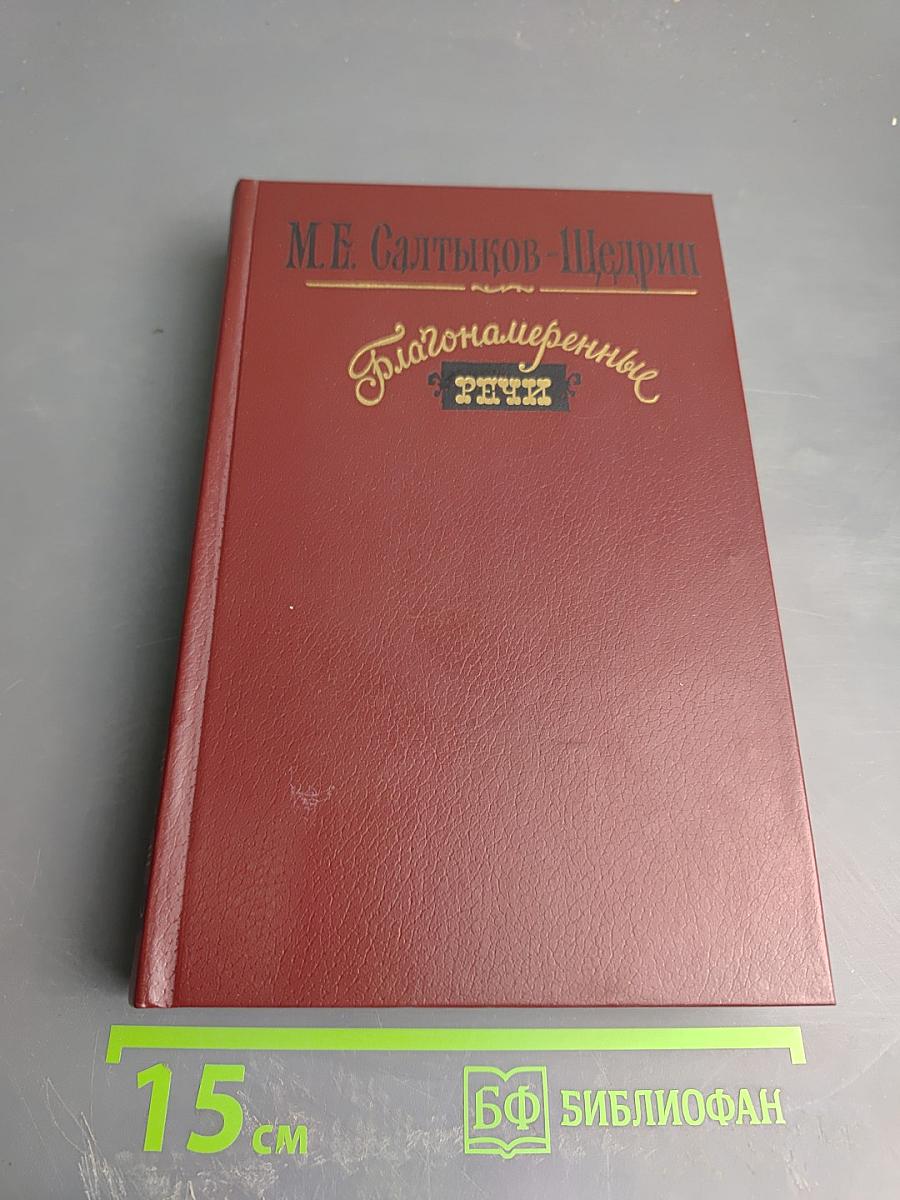 М. Е. Салтыков-Щедрин
Благонамеренные
РЕЧИ
15 см
БФ БИБЛИОФАН